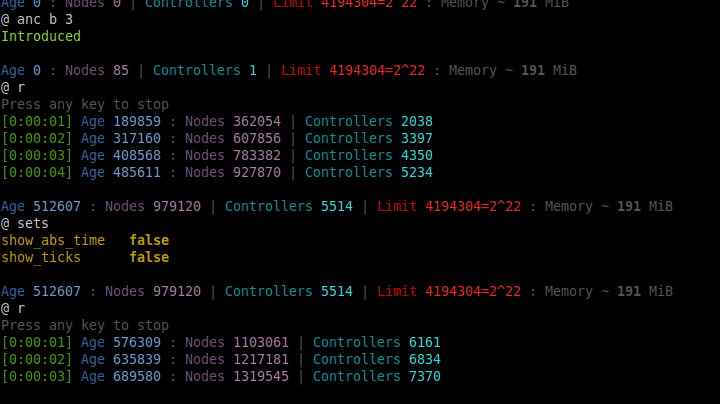 Age 0 : Nodes 0 | Controllers 0 | Limit 4194304=2^22 : Memory ~ 191 MiB
@ anc b 3
Introduced
Age 0 : Nodes 85 | Controllers 1 | Limit 4194304=2^22 : Memory ~ 191 MiB
@ r
Press any key to stop
[0:00:01] Age 189859 : Nodes 362054 | Controllers 2038
[0:00:02] Age 317160 : Nodes 607856 | Controllers 3397
[0:00:03] Age 408568 : Nodes 783382 | Controllers 4350
[0:00:04] Age 485611 : Nodes 927870 | Controllers 5234
Age 512607 : Nodes 979120 | Controllers 5514 | Limit 4194304=2^22 : Memory ~ 191 MiB
@ sets
show_abs_time   false
show_ticks      false
Age 512607 : Nodes 979120 | Controllers 5514 | Limit 4194304=2^22 : Memory ~ 191 MiB
@ r
Press any key to stop
[0:00:01] Age 576309 : Nodes 1103061 | Controllers 6161
[0:00:02] Age 635839 : Nodes 1217181 | Controllers 6834
[0:00:03] Age 689580 : Nodes 1319545 | Controllers 7370